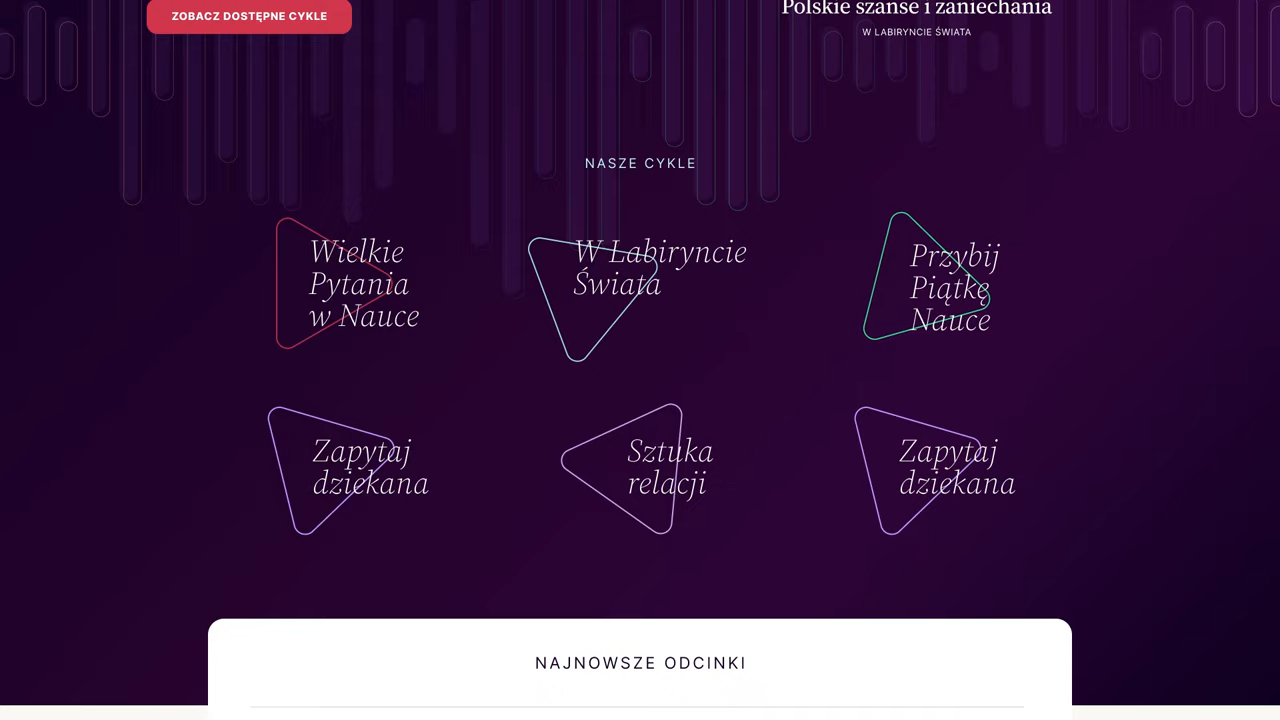 ZOBACZ DOSTĘPNE CYKLE
Polskie szanse i zaniechania
W LABIRYNCIE ŚWIATA
NASZE CYKLE
Wielkie
Pytania
w Nauce
W Labiryncie
Świata
Przybij
Piątkę
Nauce
Zapytaj
dziekana
Sztuka
relacji
Zapytaj
dziekana
NAJNOWSZE ODCINKI